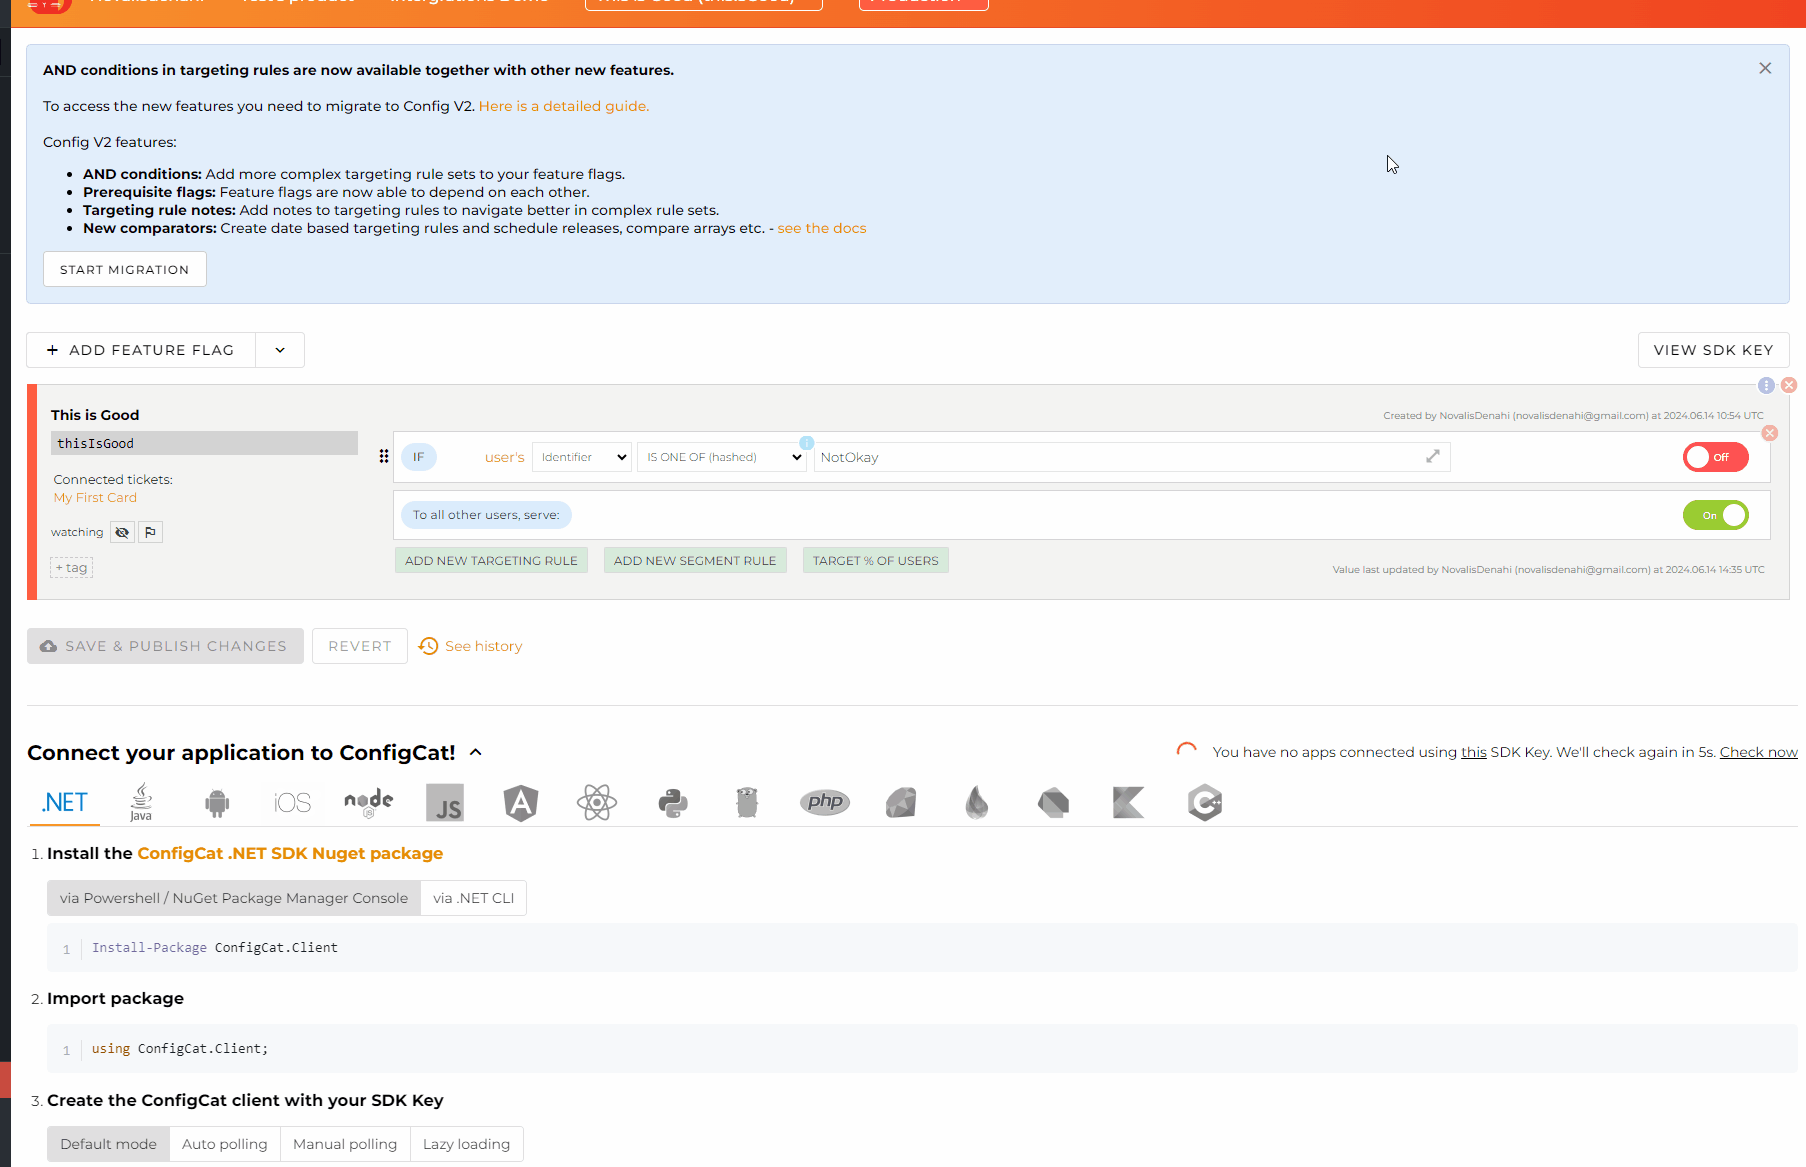 AND conditions in targeting rules are now available together with other new features.
To access the new features you need to migrate to Config V2. Here is a detailed guide.
Config V2 features:
• AND conditions: Add more complex targeting rule sets to your feature flags.
• Prerequisite flags: Feature flags are now able to depend on each other.
• Targeting rule notes: Add notes to targeting rules to navigate better in complex rule sets.
• New comparators: Create date based targeting rules and schedule releases, compare arrays etc. - see the docs
START MIGRATION
+ ADD FEATURE FLAG
VIEW SDK KEY
This is Good
Created by NovalisDenahi (novalisdenahi@gmail.com) at 2024.06.14 10:54 UTC
thisIsGood
IF user's Identifier IS ONE OF (hashed) NotOkay Off
Connected tickets:
My First Card
To all other users, serve: On
watching
+ tag
ADD NEW TARGETING RULE ADD NEW SEGMENT RULE TARGET % OF USERS
Value last updated by NovalisDenahi (novalisdenahi@gmail.com) at 2024.06.14 14:35 UTC
SAVE & PUBLISH CHANGES REVERT See history
Connect your application to ConfigCat!
You have no apps connected using this SDK Key. We'll check again in 5s. Check now
.NET Java iOS node JS JS A php C++
1. Install the ConfigCat .NET SDK Nuget package
via Powershell / NuGet Package Manager Console via .NET CLI
1 Install-Package ConfigCat.Client
2. Import package
1 using ConfigCat.Client;
3. Create the ConfigCat client with your SDK Key
Default mode Auto polling Manual polling Lazy loading